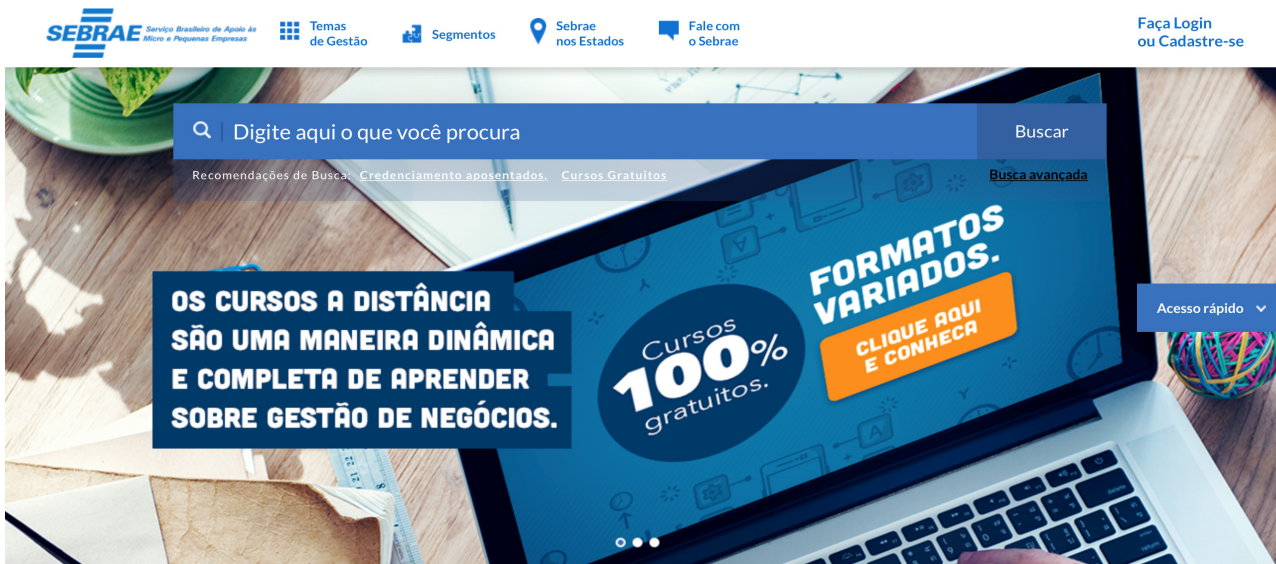 SEBRAE
Serviço Brasileiro de Apoio às
Micro e Pequenas Empresas
Temas
de Gestão
Segmentos
Sebrae
nos Estados
Fale com
o Sebrae
Faça Login
ou Cadastre-se
Digite aqui o que você procura
Buscar
Recomendações de Busca: Credenciamento aposentados, Cursos Gratuitos
Busca avançada
OS CURSOS A DISTÂNCIA
SÃO UMA MANEIRA DINÂMICA
E COMPLETA DE APRENDER
SOBRE GESTÃO DE NEGÓCIOS.
Cursos
100%
gratuitos.
FORMATOS
VARIADOS.
CLIQUE AQUI
E CONHECA
Acesso rápido